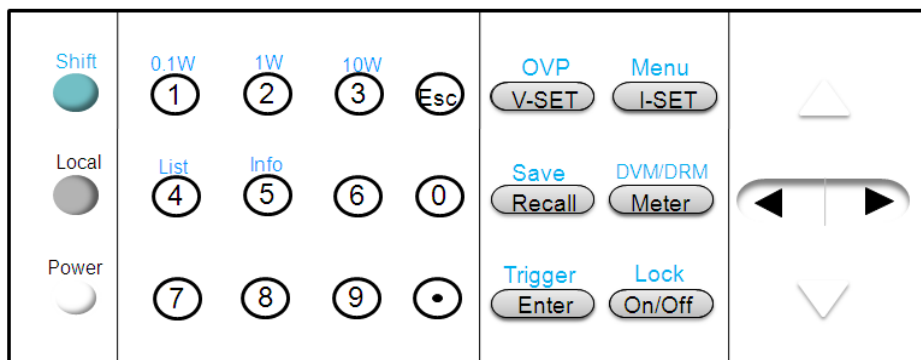 Shift 0.1W 1W 10W OVP Menu
1 2 3 Esc V-SET I-SET
Local List Info Save DVM/DRM
4 5 6 0 Recall Meter
Power Trigger Lock
7 8 9 • Enter On/Off